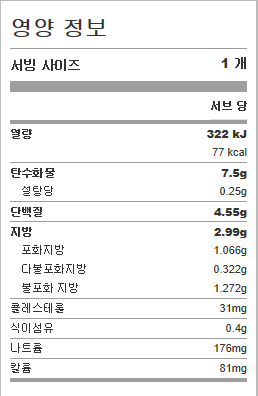 영양 정보
서빙 사이즈 1 개
서브 당
열량 322 kJ
77 kcal
탄수화물 7.5g
설탕당 0.25g
단백질 4.55g
지방 2.99g
포화지방 1.066g
다불포화지방 0.322g
불포화 지방 1.272g
콜레스테롤 31mg
식이섬유 0.4g
나트륨 176mg
칼륨 81mg